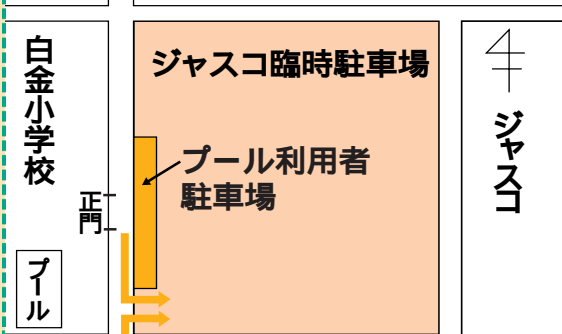 白金小学校
正門
プール
ジャスコ臨時駐車場
プール利用者
駐車場
ジャスコ